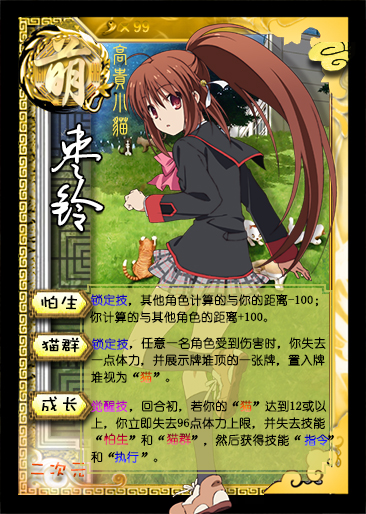 萌
高貴小貓
99
枣铃
怕生
锁定技，其他角色计算的与你的距离-100；
你计算的与其他角色的距离+100。
猫群
锁定技，任意一名角色受到伤害时，你失去
一点体力，并展示牌堆顶的一张牌，置入牌
堆视为“猫”。
成长
觉醒技，回合初，若你的“猫”达到12或以
上，你立即失去96点体力上限，并失去技能
“怕生”和“猫群”，然后获得技能“指令”
和“执行”。
二次元